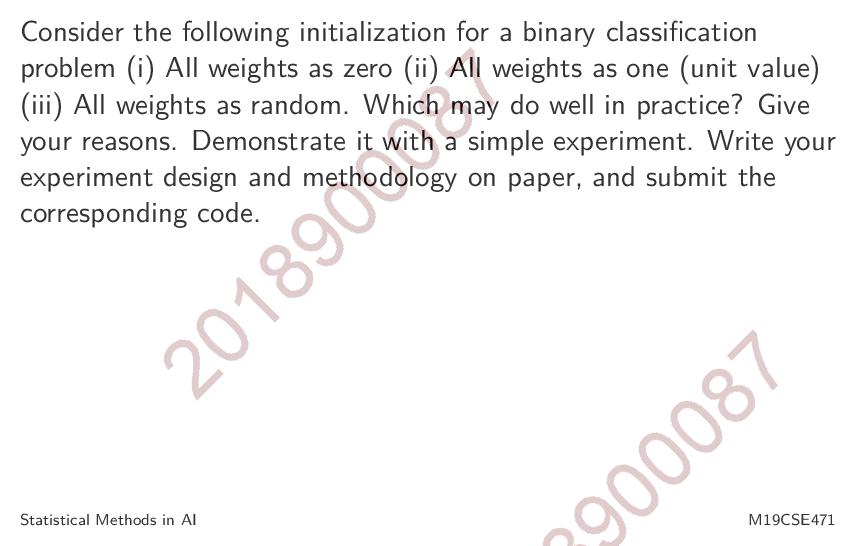 Consider the following initialization for a binary classification
problem (i) All weights as zero (ii) All weights as one (unit value)
(iii) All weights as random. Which may do well in practice? Give
your reasons. Demonstrate it with a simple experiment. Write your
experiment design and methodology on paper, and submit the
corresponding code.
2018900087
8900087
Statistical Methods in AI
M19CSE471